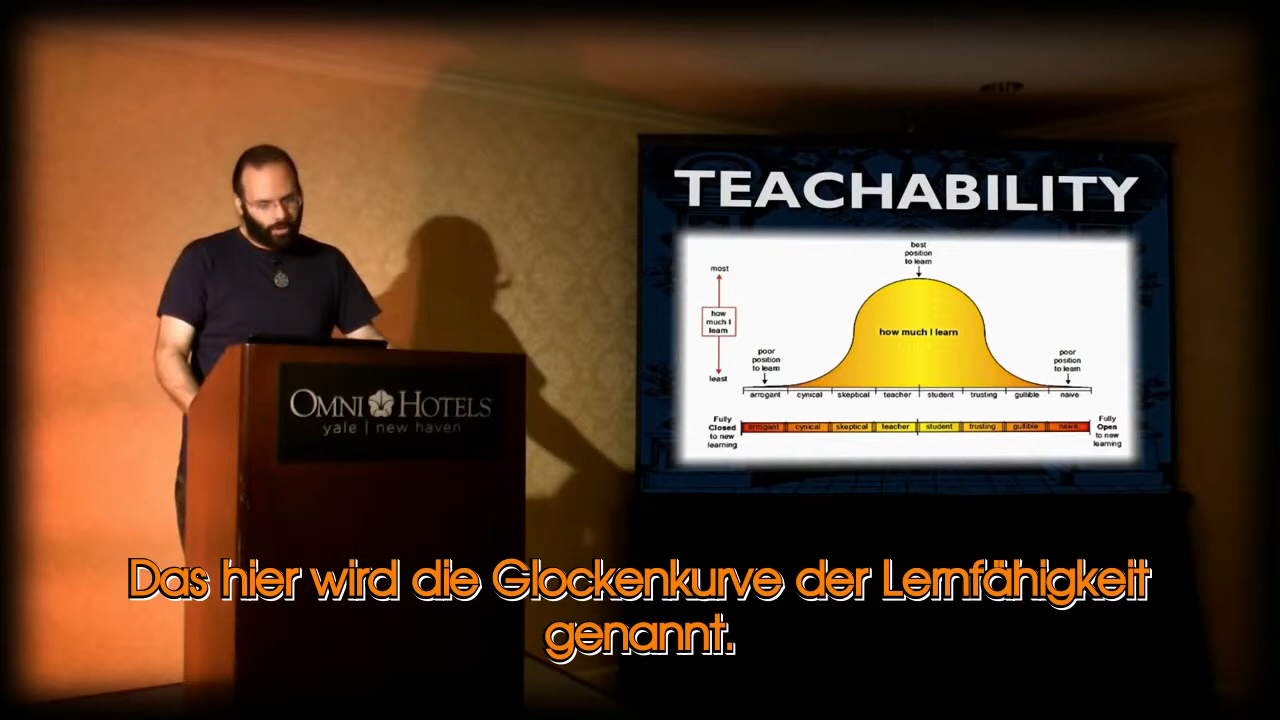 TEACHABILITY
best
position
to learn
most
how
much I
learn
least
how much I learn
poor
position
to learn
poor
position
to learn
arrogant cynical skeptical teacher student trusting gullible naive
Fully
Closed
to new
learning
arrogant cynical skeptical teacher student trusting gullible naive
Fully
Open
to new
learning
OMNI HOTELS
yale | new haven
Das hier wird die Glockenkurve der Lernfähigkeit
genannt.